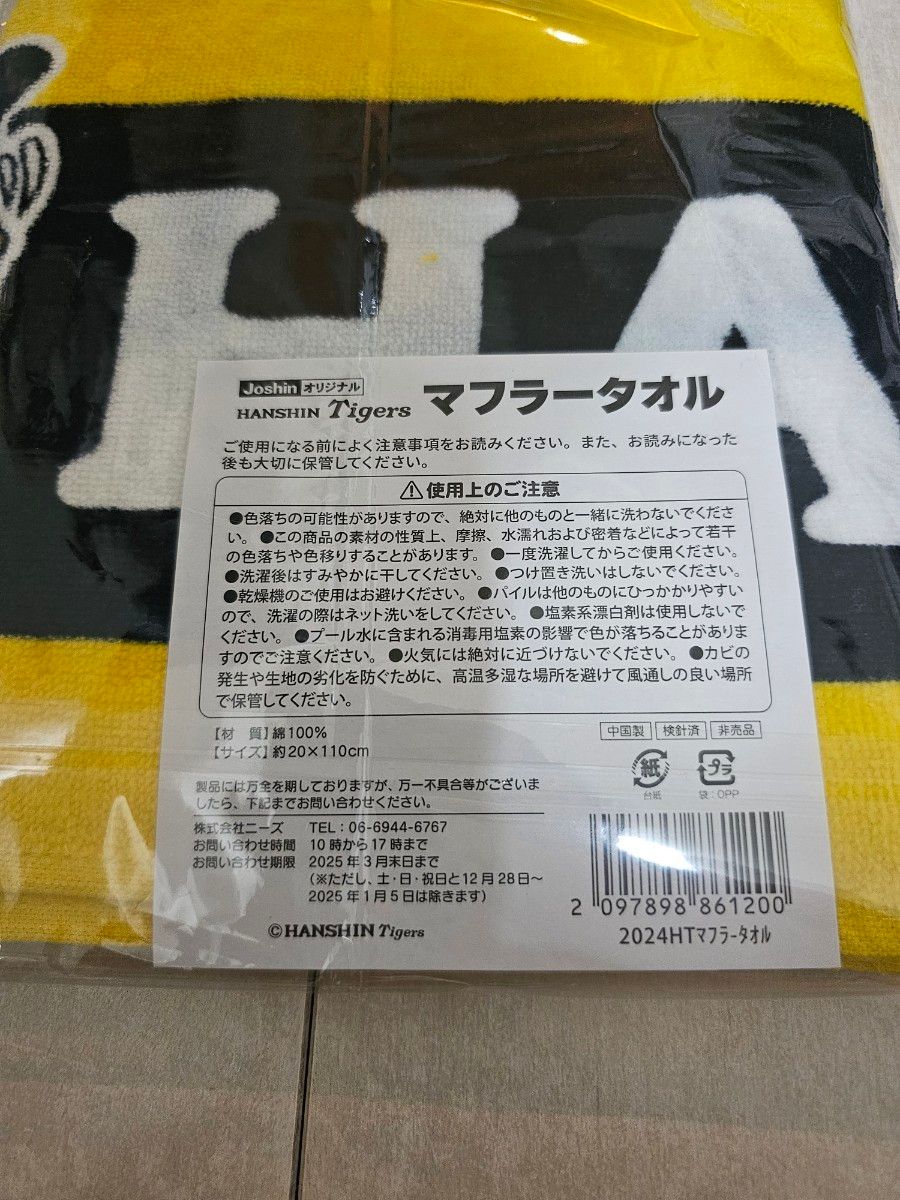 HA
Joshin オリジナル
HANSHIN Tigers マフラータオル
ご使用になる前によく注意事項をお読みください。また、お読みになった
後も大切に保管してください。
⚠使用上のご注意
●色落ちの可能性がありますので、絶対に他のものと一緒に洗わないでくださ
い。●この商品の素材の性質上、摩擦、水濡れおよび密着などによって若干
の色落ちや色移りすることがあります。●一度洗濯してからご使用ください。
●洗濯後はすみやかに干してください。●つけ置き洗いはしないでください。
●乾燥機のご使用はお避けください。●パイルは他のものにひっかかりやすい
ので、洗濯の際はネット洗いをしてください。●塩素系漂白剤は使用しないで
ください。●プール水に含まれる消毒用塩素の影響で色が落ちることがありま
すのでご注意ください。●火気には絶対に近づけないでください。●カビの
発生や生地の劣化を防ぐために、高温多湿な場所を避けて風通しの良い場所
で保管してください。
【材　質】綿100%
【サイズ】約20×110cm
中国製 検針済 非売品
紙 プラ
台紙 袋:OPP
製品には万全を期しておりますが、万一不具合等がございま
したら、下記までお問い合わせください。
株式会社ニーズ TEL:06-6944-6767
お問い合わせ時間 10時から17時まで
お問い合わせ期限 2025年3月末日まで
(※ただし、土・日・祝日と12月28日～
2025年1月5日は除きます)
©HANSHIN Tigers
2 097898 861200
2024HTマフラータオル